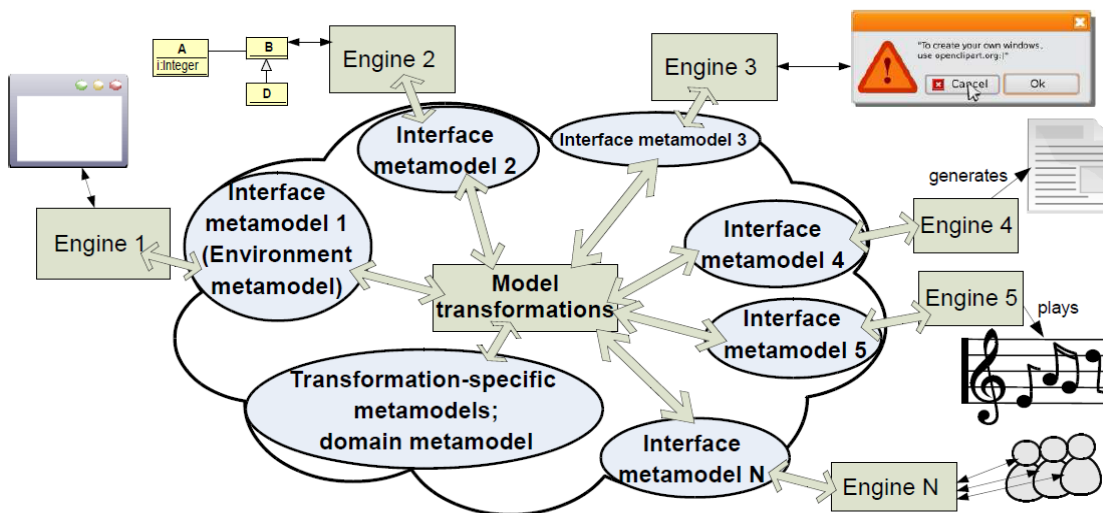 A
i:Integer
B
D
Engine 2
Engine 3
"To create your own windows,
use openclipart.org:)"
Cancel
Ok
Interface
metamodel 2
Interface metamodel 3
generates
Engine 1
Interface
metamodel 1
(Environment
metamodel)
Interface
metamodel 4
Engine 4
Model
transformations
Engine 5
plays
Interface
metamodel 5
Transformation-specific
metamodels;
domain metamodel
Interface
metamodel N
Engine N